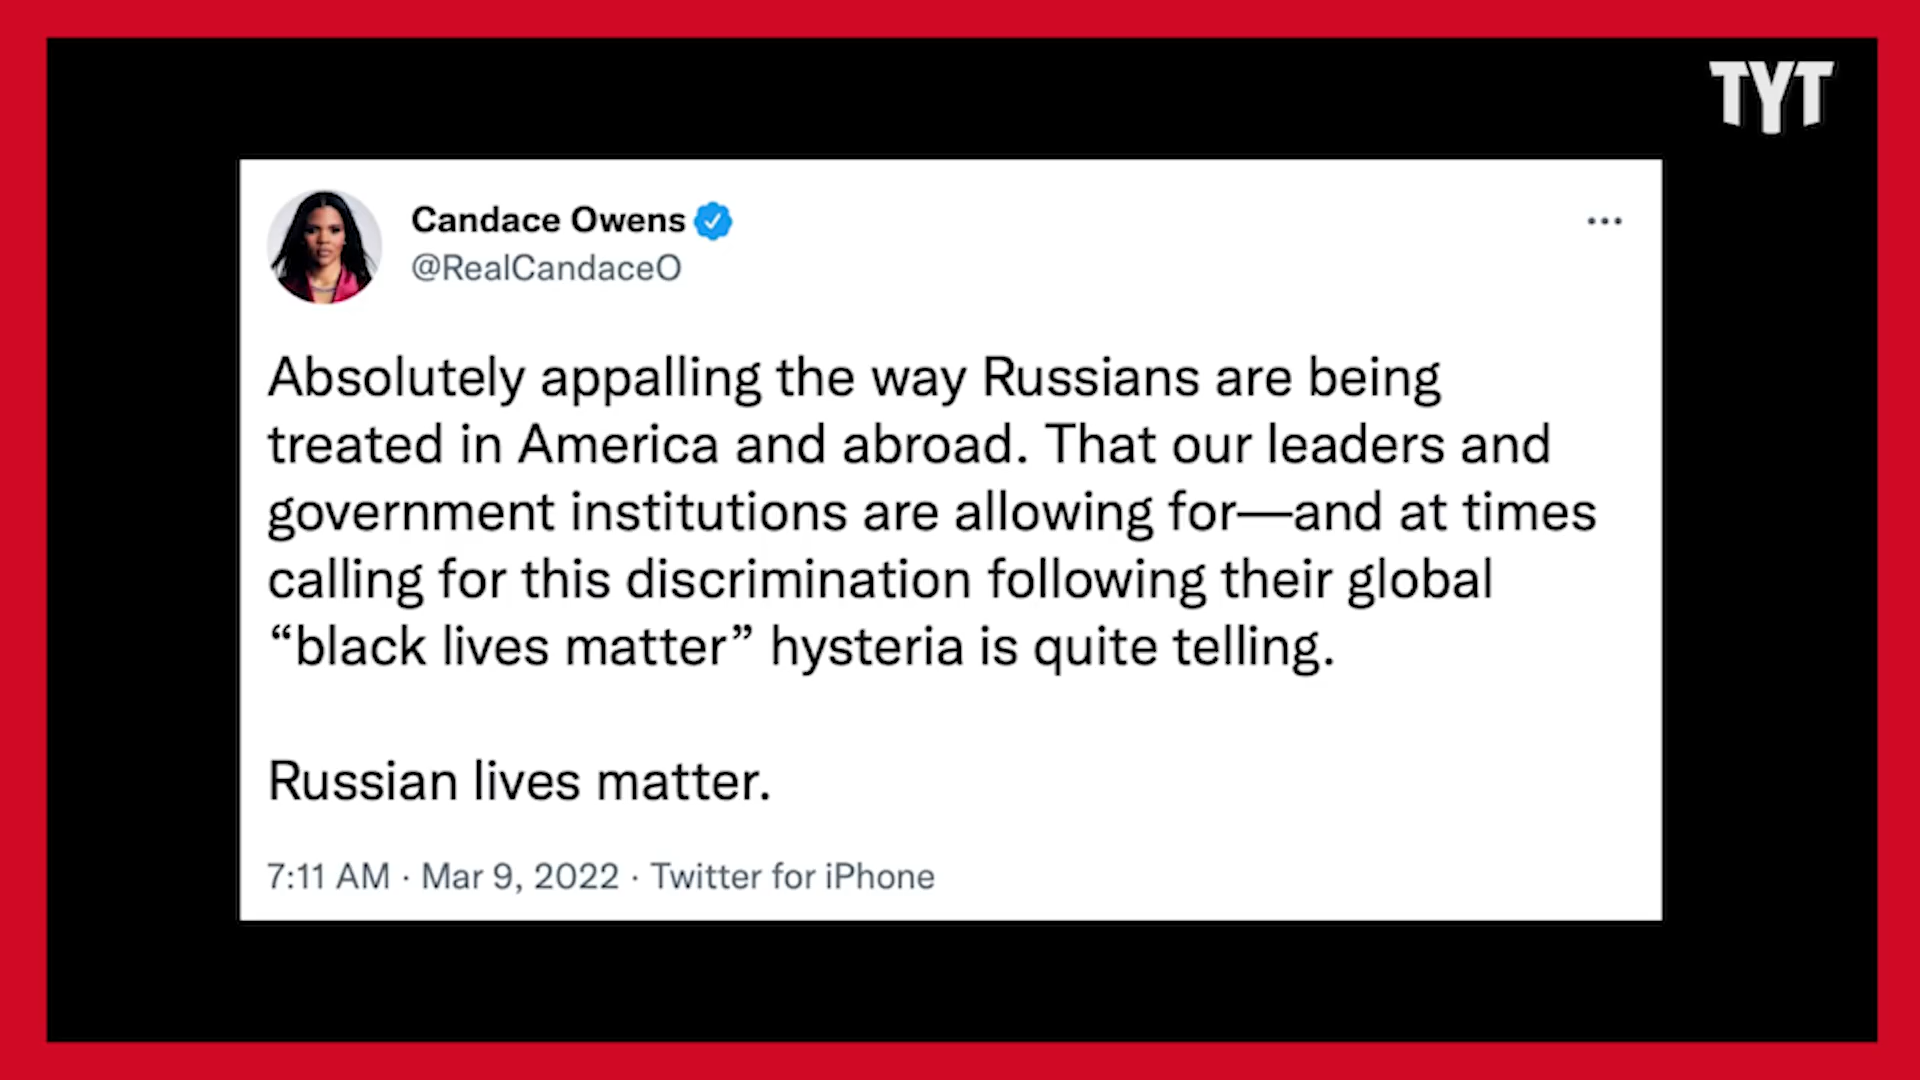 TYT
Candace Owens
@RealCandaceO
Absolutely appalling the way Russians are being
treated in America and abroad. That our leaders and
government institutions are allowing for—and at times
calling for this discrimination following their global
“black lives matter” hysteria is quite telling.
Russian lives matter.
7:11 AM · Mar 9, 2022 · Twitter for iPhone